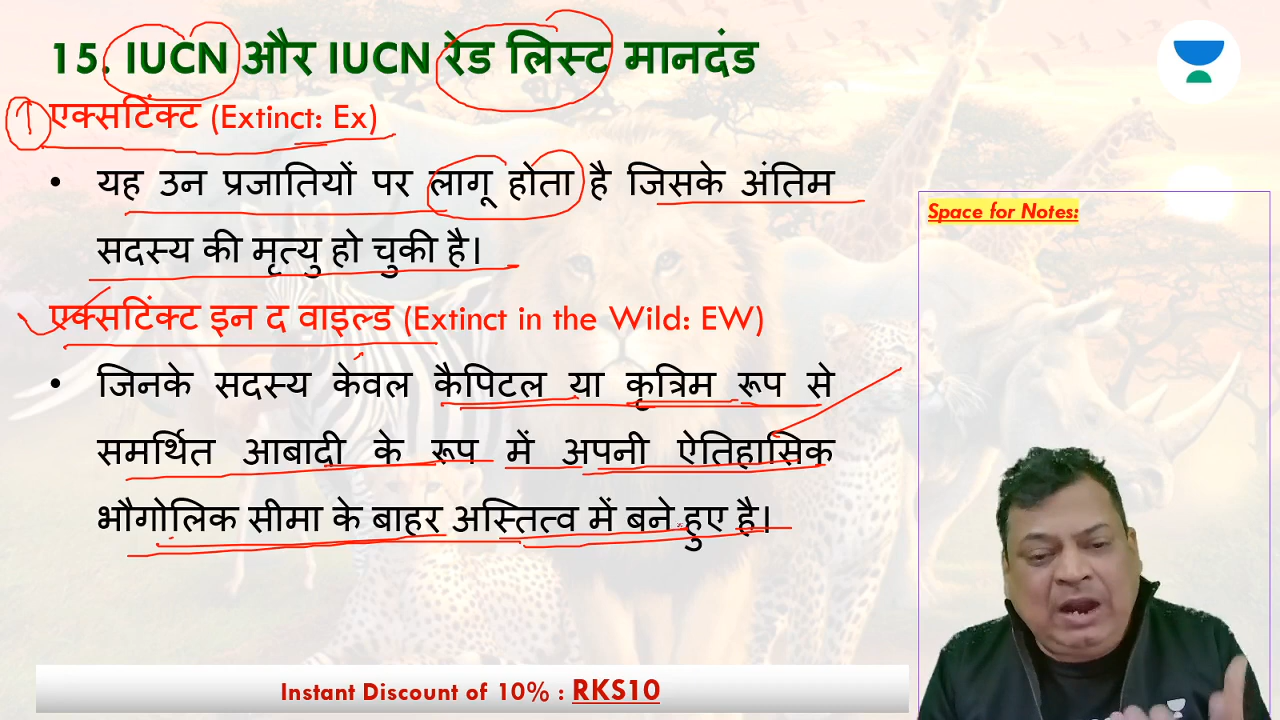 15. IUCN और IUCN रेड लिस्ट मानदंड
1 एक्सटिंक्ट (Extinct: Ex)
• यह उन प्रजातियों पर लागू होता है जिसके अंतिम
सदस्य की मृत्यु हो चुकी है।
एक्सटिंक्ट इन द वाइल्ड (Extinct in the Wild: EW)
• जिनके सदस्य केवल कैपिटल या कृत्रिम रूप से
समर्थित आबादी के रूप में अपनी ऐतिहासिक
भौगोलिक सीमा के बाहर अस्तित्व में बने हुए है।
Space for Notes:
Instant Discount of 10% : RKS10